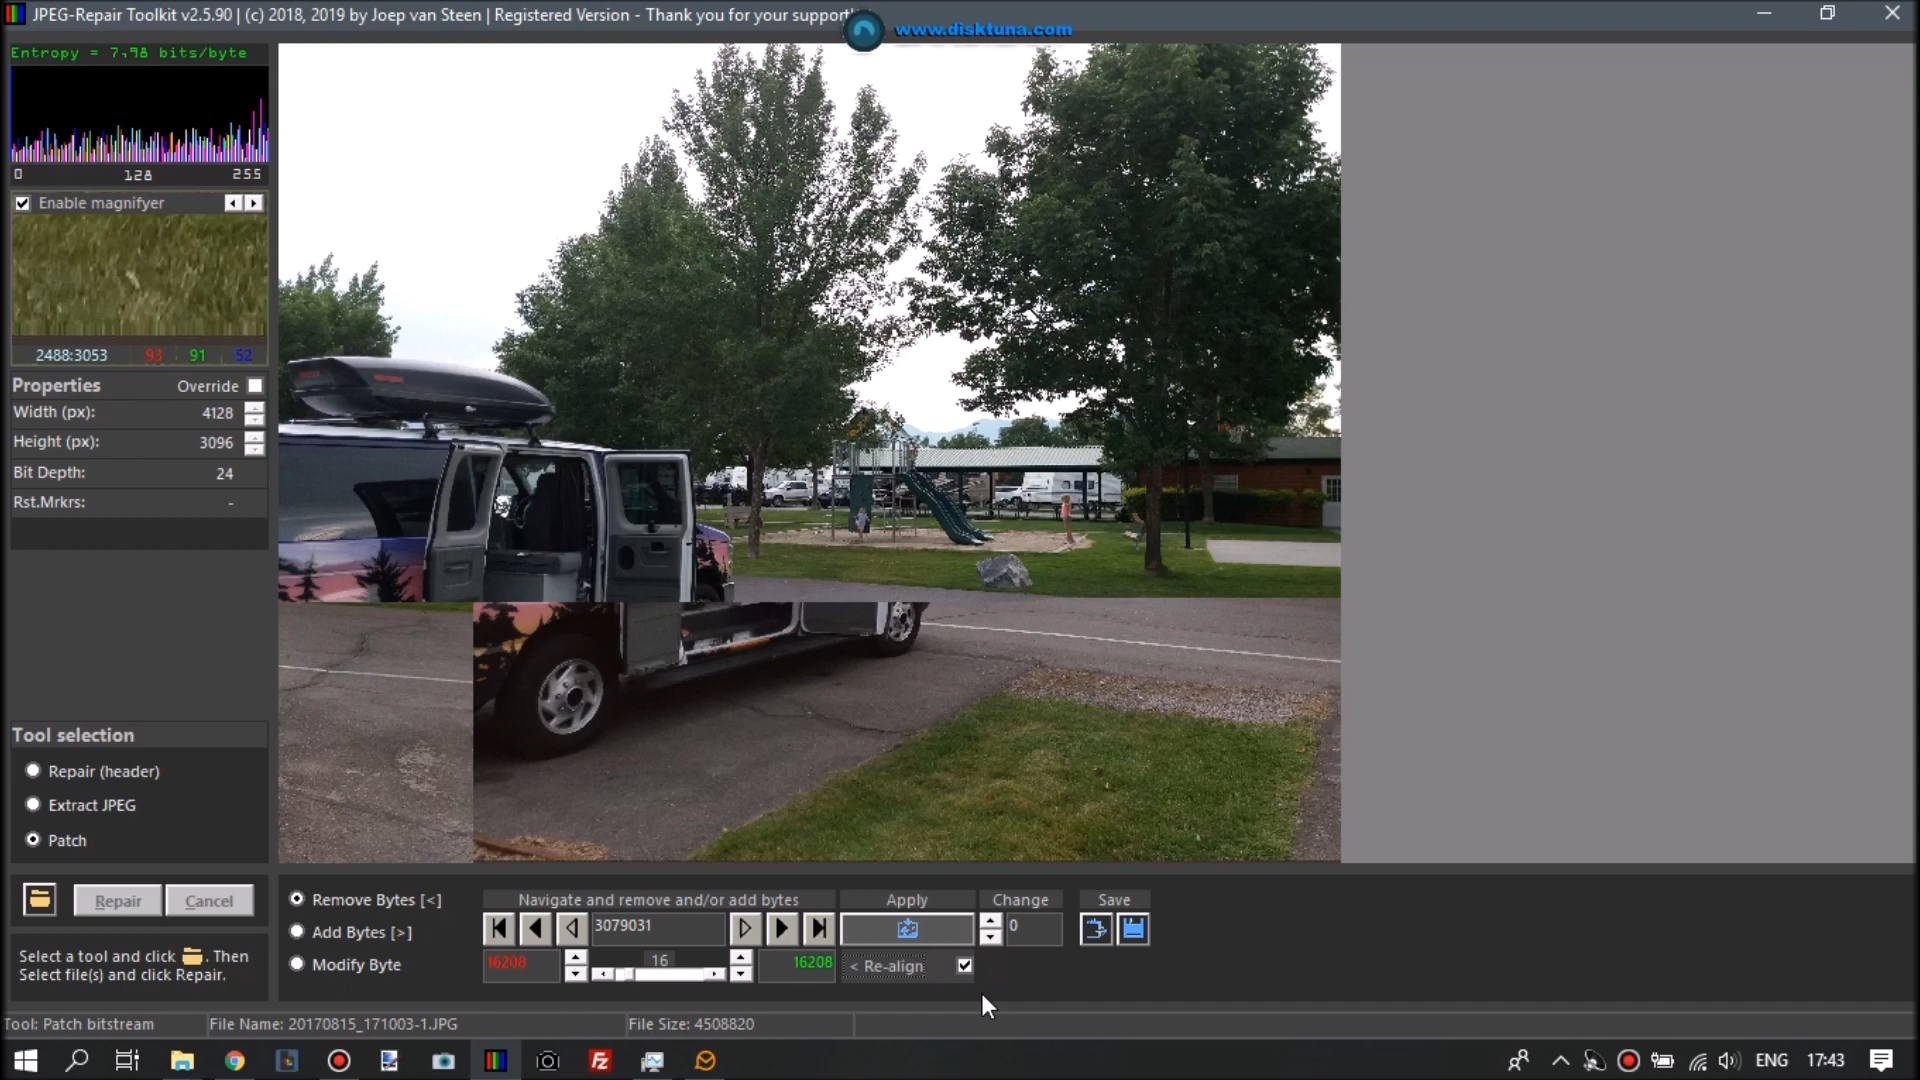 JPEG-Repair Toolkit v2.5.90 | (c) 2018, 2019 by Joep van Steen | Registered Version - Thank you for your support!
www.disktuna.com
Entropy = 7,98 bits/byte
0 128 255
Enable magnifyer
2488:3053 93 91 52
Properties Override
Width (px): 4128
Height (px): 3096
Bit Depth: 24
Rst.Mrkrs: -
Tool selection
Repair (header)
Extract JPEG
Patch
Repair Cancel
Select a tool and click . Then
Select file(s) and click Repair.
Remove Bytes [<]
Add Bytes [>]
Modify Byte
Navigate and remove and/or add bytes Apply Change Save
3079031 0
16208 16 16208 < Re-align
Tool: Patch bitstream File Name: 20170815_171003-1.JPG File Size: 4508820
ENG 17:43